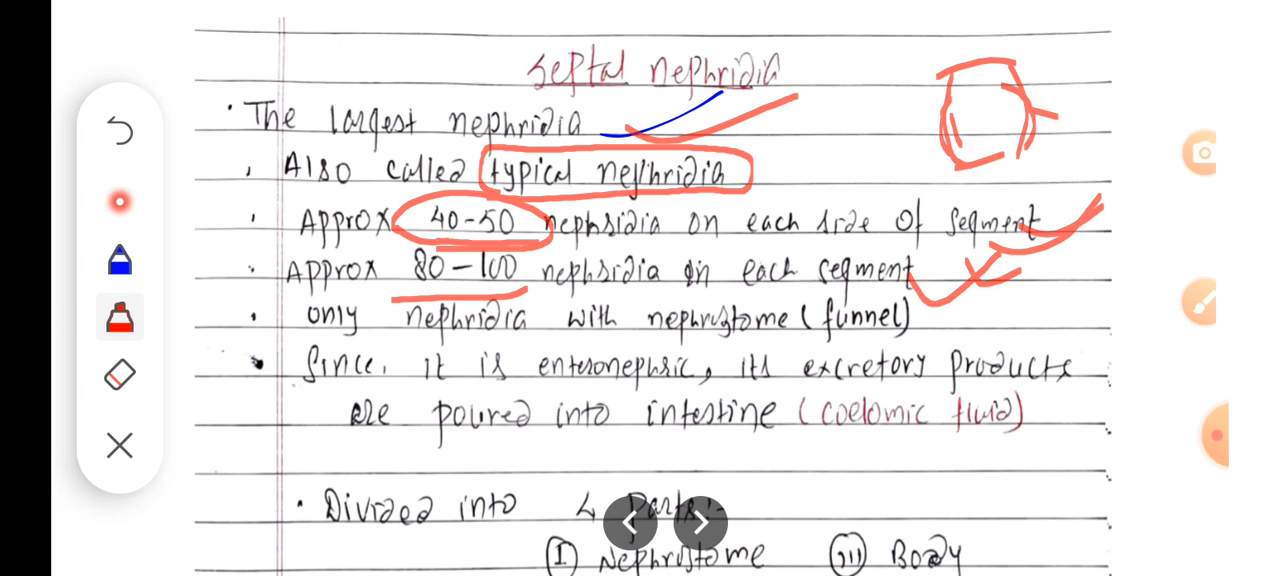 Septal nephridia
· The largest nephridia
· Also called typical nephridia
· Approx 40-50 nephridia on each side of segment
· Approx 80-100 nephridia in each segment
· only nephridia with nephrostome (funnel)
· Since, it is enteronephric, its excretory products
are poured into intestine (coelomic fluid)
· Divided into 4 Parts:-
(I) Nephrostome (iii) Body